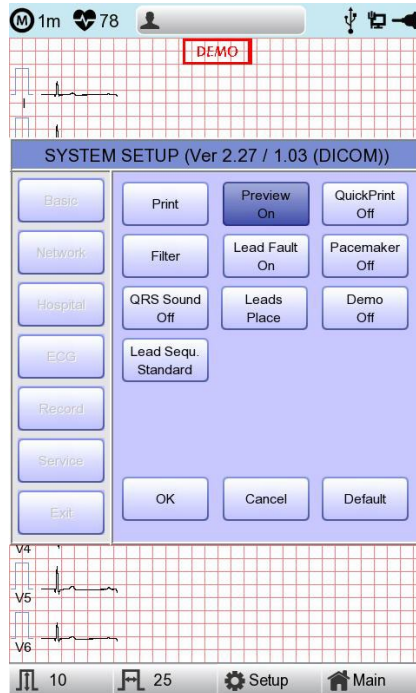 M 1m 78
DEMO
I
SYSTEM SETUP (Ver 2.27 / 1.03 (DICOM))
Basic
Network
Hospital
ECG
Record
Service
Exit
Print
Preview
On
QuickPrint
Off
Filter
Lead Fault
On
Pacemaker
Off
QRS Sound
Off
Leads
Place
Demo
Off
Lead Sequ.
Standard
OK
Cancel
Default
V4
V5
V6
10 25 Setup Main